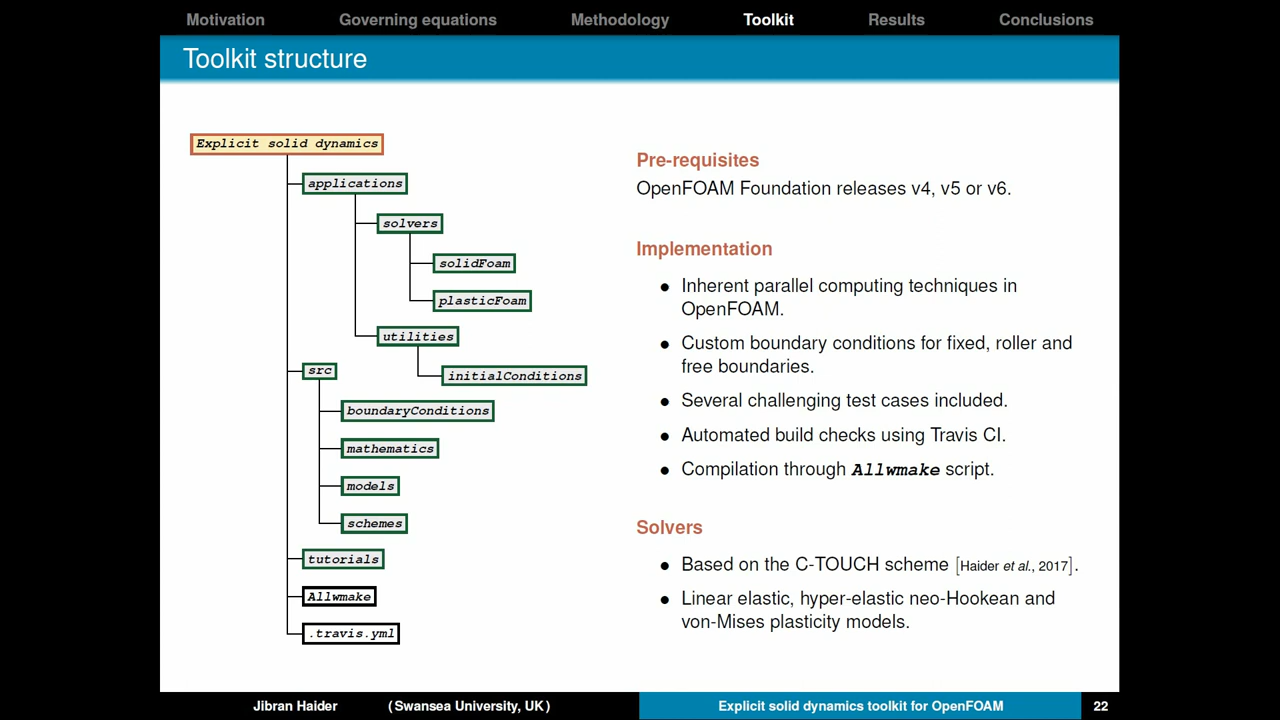 Motivation Governing equations Methodology Toolkit Results Conclusions
Toolkit structure
Explicit solid dynamics
applications
solvers
solidFoam
plasticFoam
utilities
initialConditions
src
boundaryConditions
mathematics
models
schemes
tutorials
Allwmake
.travis.yml
Pre-requisites
OpenFOAM Foundation releases v4, v5 or v6.
Implementation
● Inherent parallel computing techniques in
OpenFOAM.
● Custom boundary conditions for fixed, roller and
free boundaries.
● Several challenging test cases included.
● Automated build checks using Travis CI.
● Compilation through Allwmake script.
Solvers
● Based on the C-TOUCH scheme [Haider et al., 2017].
● Linear elastic, hyper-elastic neo-Hookean and
von-Mises plasticity models.
Jibran Haider (Swansea University, UK) Explicit solid dynamics toolkit for OpenFOAM 22